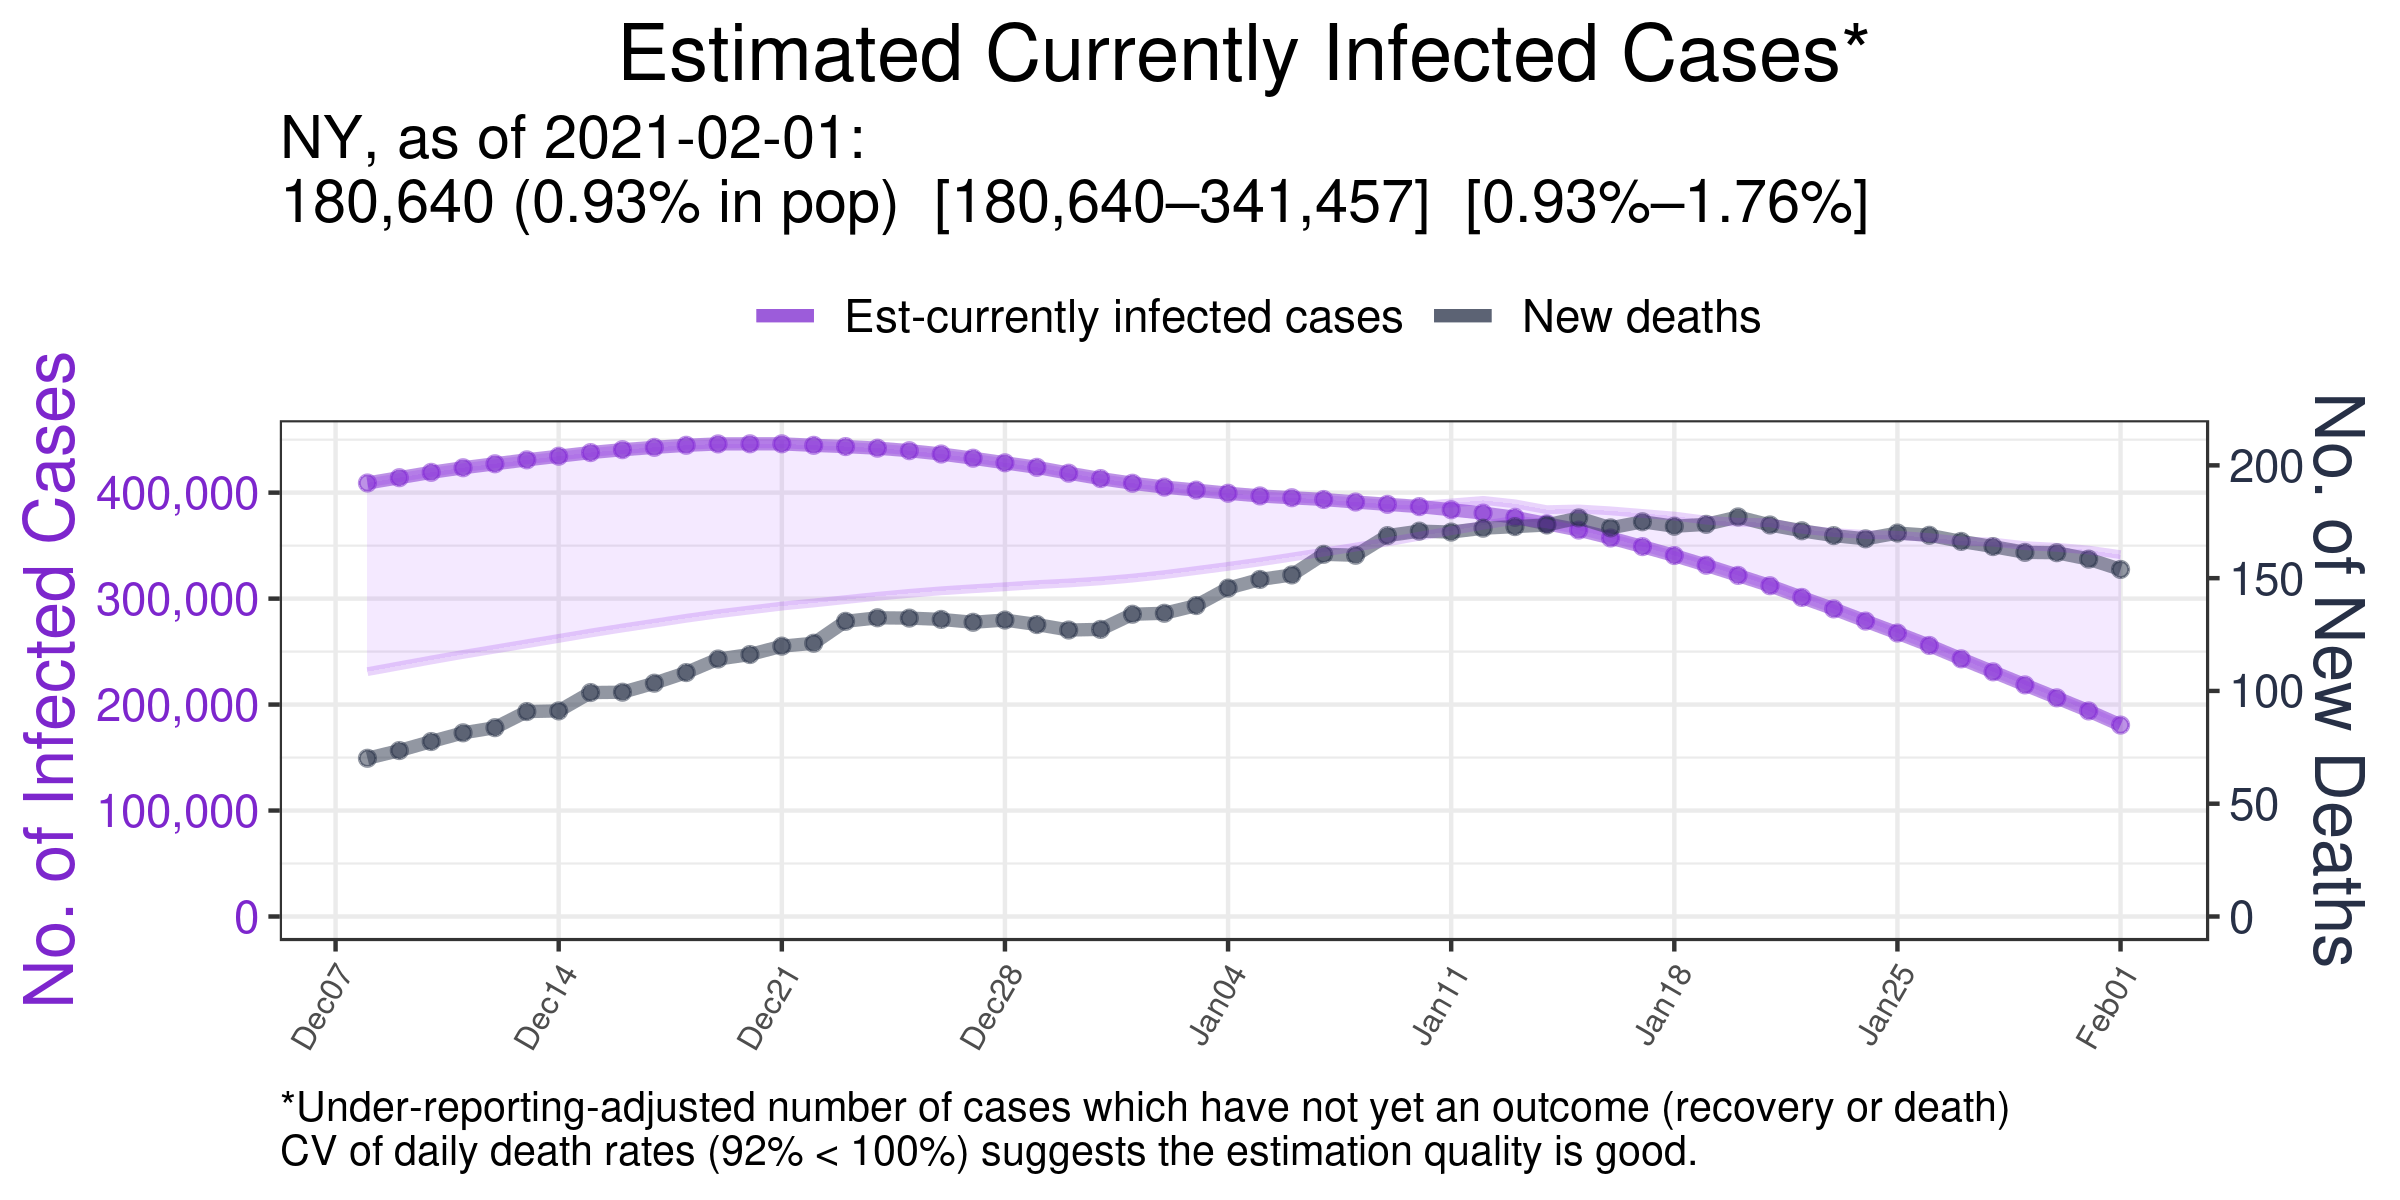 Estimated Currently Infected Cases*
NY, as of 2021-02-01:
180,640 (0.93% in pop)  [180,640–341,457]  [0.93%–1.76%]
Est-currently infected cases
New deaths
No. of Infected Cases
400,000
300,000
200,000
100,000
0
No. of New Deaths
200
150
100
50
0
Dec07
Dec14
Dec21
Dec28
Jan04
Jan11
Jan18
Jan25
Feb01
*Under-reporting-adjusted number of cases which have not yet an outcome (recovery or death)
CV of daily death rates (92% < 100%) suggests the estimation quality is good.